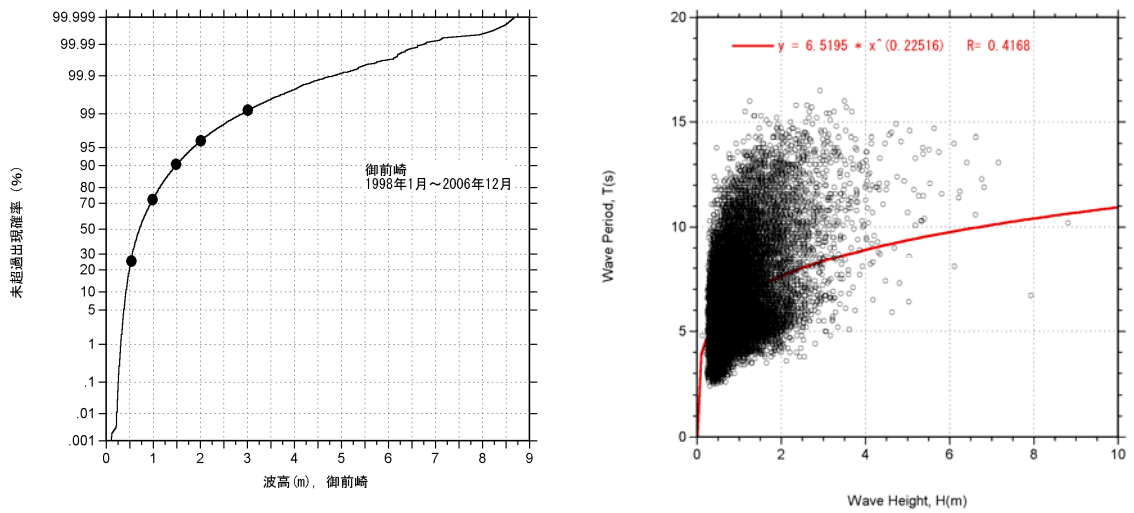 99.999
99.99
99.9
99
95
90
80
70
50
30
20
10
5
1
.1
.01
.001
未超過出現確率 (%)
御前崎
1998年1月～2006年12月
0 1 2 3 4 5 6 7 8 9
波高(m), 御前崎
20
15
10
5
0
Wave Period, T(s)
y = 6.5195 * x^(0.22516) R= 0.4168
0 2 4 6 8 10
Wave Height, H(m)